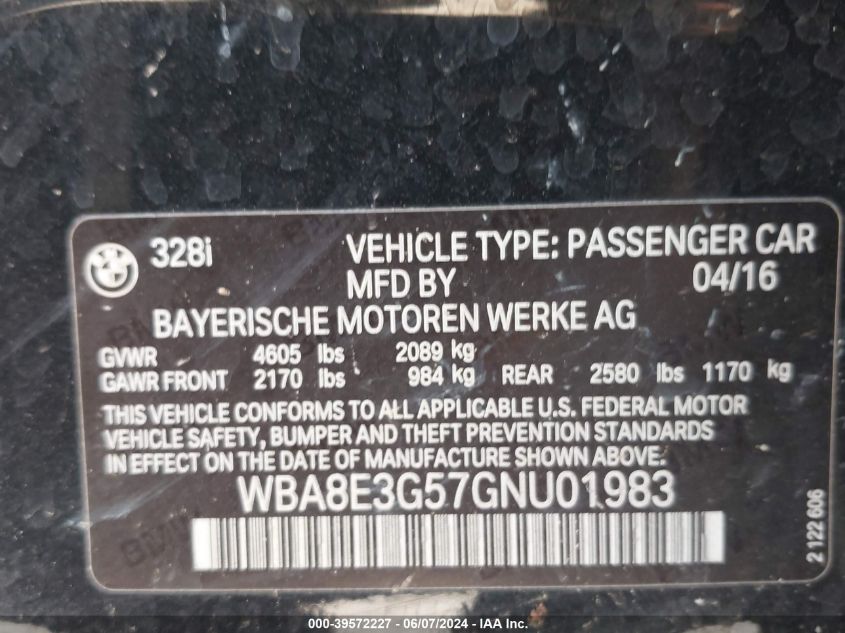 328i VEHICLE TYPE: PASSENGER CAR
MFD BY 04/16
BAYERISCHE MOTOREN WERKE AG
GVWR 4605 lbs 2089 kg
GAWR FRONT 2170 lbs 984 kg REAR 2580 lbs 1170 kg
THIS VEHICLE CONFORMS TO ALL APPLICABLE U.S. FEDERAL MOTOR
VEHICLE SAFETY, BUMPER AND THEFT PREVENTION STANDARDS
IN EFFECT ON THE DATE OF MANUFACTURE SHOWN ABOVE:
WBA8E3G57GNU01983
2 122 606
000-39572227 - 06/07/2024 - IAA Inc.